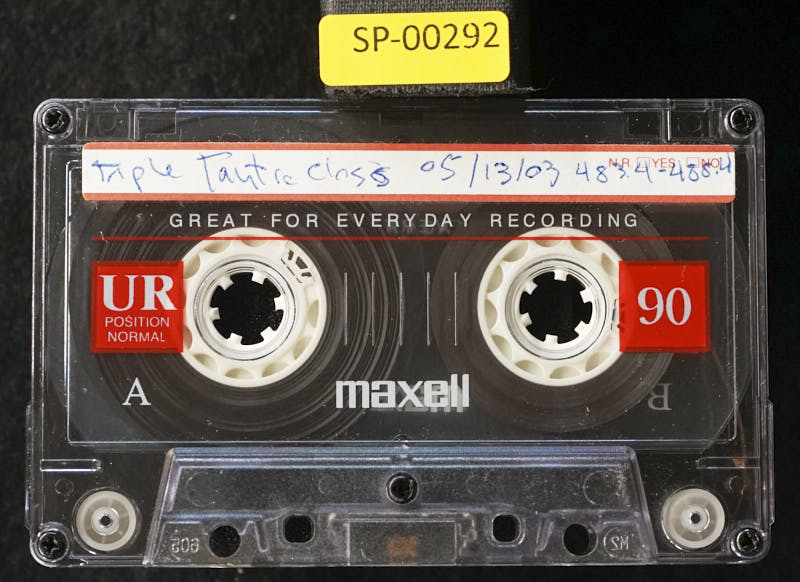 SP-00292
Triple Tantra Class 05/13/03 483.4-488.4
N.R. YES NO
GREAT FOR EVERYDAY RECORDING
UR
POSITION
NORMAL
90
A
maxell
B